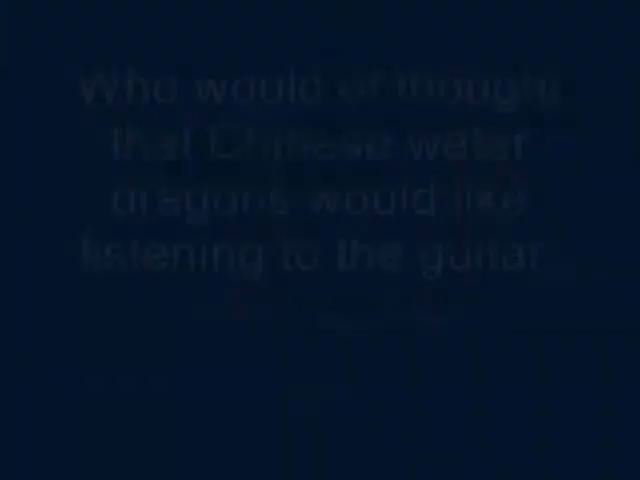 Who would of thought
that Chinese water
dragons would like
listening to the guitar